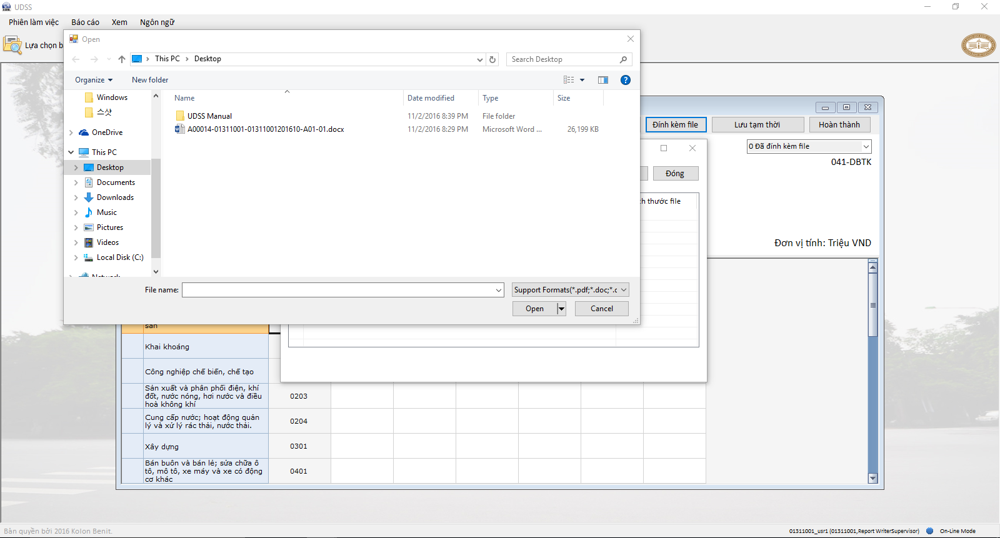 UDSS
Phiên làm việc Báo cáo Xem Ngôn ngữ
Lựa chọn b
Open
This PC Desktop
Search Desktop
Organize New folder
Windows
스샷
OneDrive
This PC
Desktop
Documents
Downloads
Music
Pictures
Videos
Local Disk (C:)
Network
Name Date modified Type Size
UDSS Manual 11/2/2016 8:39 PM File folder
A00014-01311001-01311001201610-A01-01.docx 11/2/2016 8:29 PM Microsoft Word ... 26,199 KB
File name:
Support Formats(*.pdf;*.doc;*.c
Open Cancel
Đính kèm file Lưu tạm thời Hoàn thành
0 Đã đính kèm file
041-DBTK
Đóng
thước file
Đơn vị tính: Triệu VND
sản
Khai khoáng
Công nghiệp chế biến, chế tạo
Sản xuất và phân phối điện, khí
đốt, nước nóng, hơi nước và điều
hoà không khí
0203
Cung cấp nước; hoạt động quản
lý và xử lý rác thải, nước thải.
0204
Xây dựng
0301
Bán buôn và bán lẻ; sửa chữa ô
tô, mô tô, xe máy và xe có động
cơ khác
0401
Bản quyền bởi 2016 Kolon Benit.
01311001_usr1 (01311001,Report WriterSupervisor) On-Line Mode